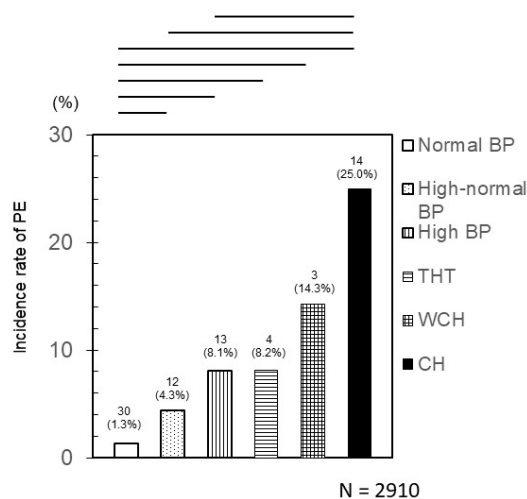 (%)
30
20
10
0
Incidence rate of PE
30
(1.3%)
12
(4.3%)
13
(8.1%)
4
(8.2%)
3
(14.3%)
14
(25.0%)
Normal BP
High-normal
BP
High BP
THT
WCH
CH
N = 2910